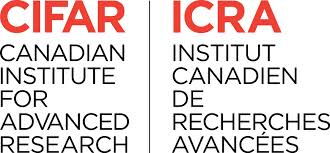 CIFAR
CANADIAN
INSTITUTE
FOR
ADVANCED
RESEARCH
ICRA
INSTITUT
CANADIEN
DE
RECHERCHES
AVANCÉES